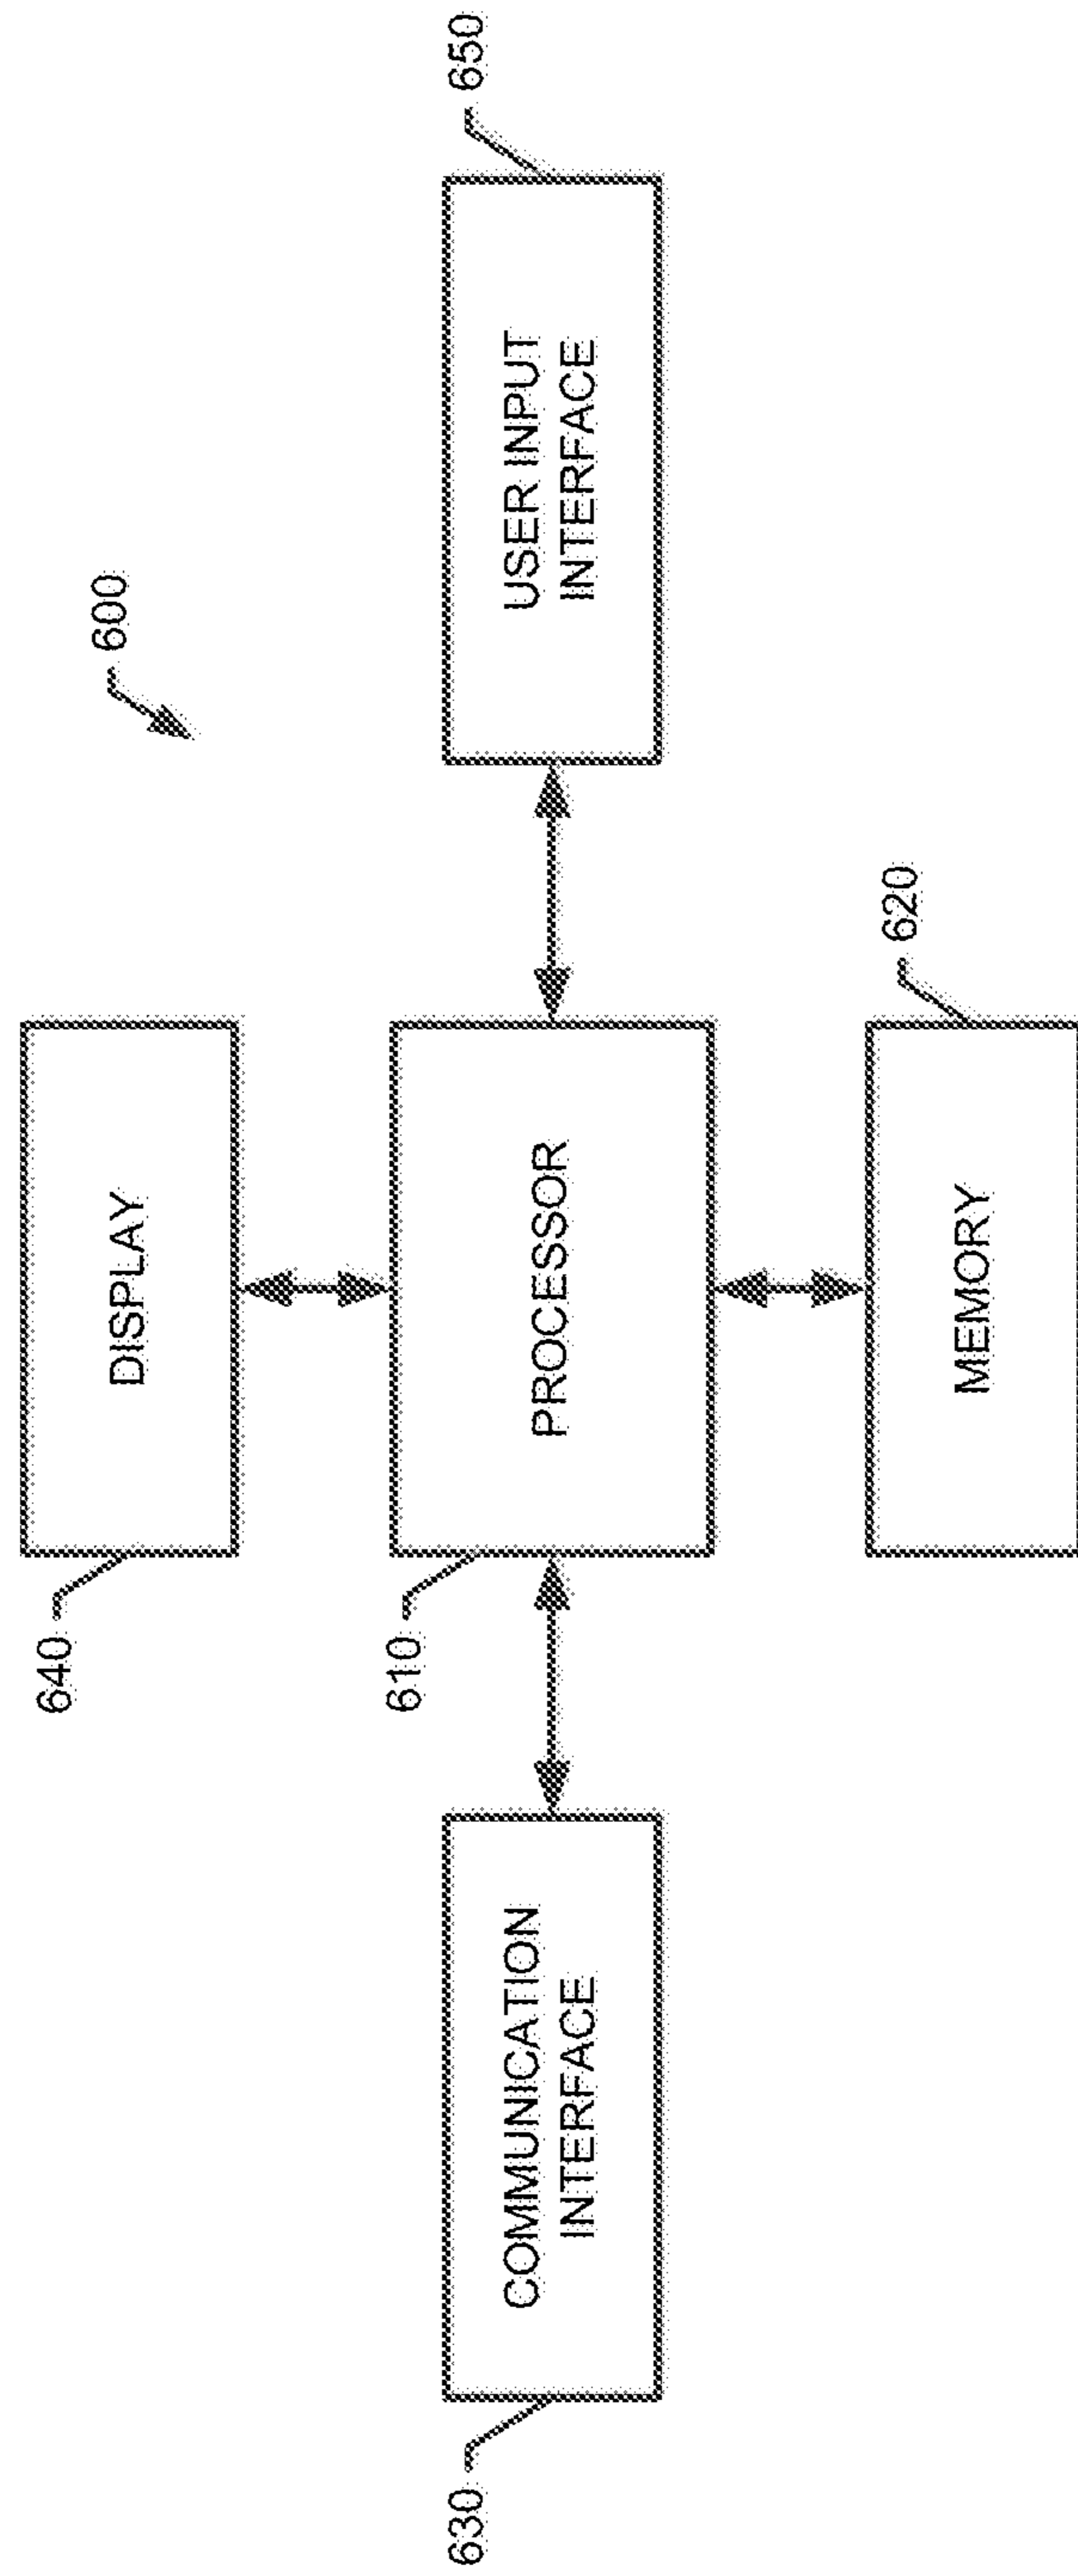 600
640
DISPLAY
630
COMMUNICATION
INTERFACE
610
PROCESSOR
650
USER INPUT
INTERFACE
620
MEMORY